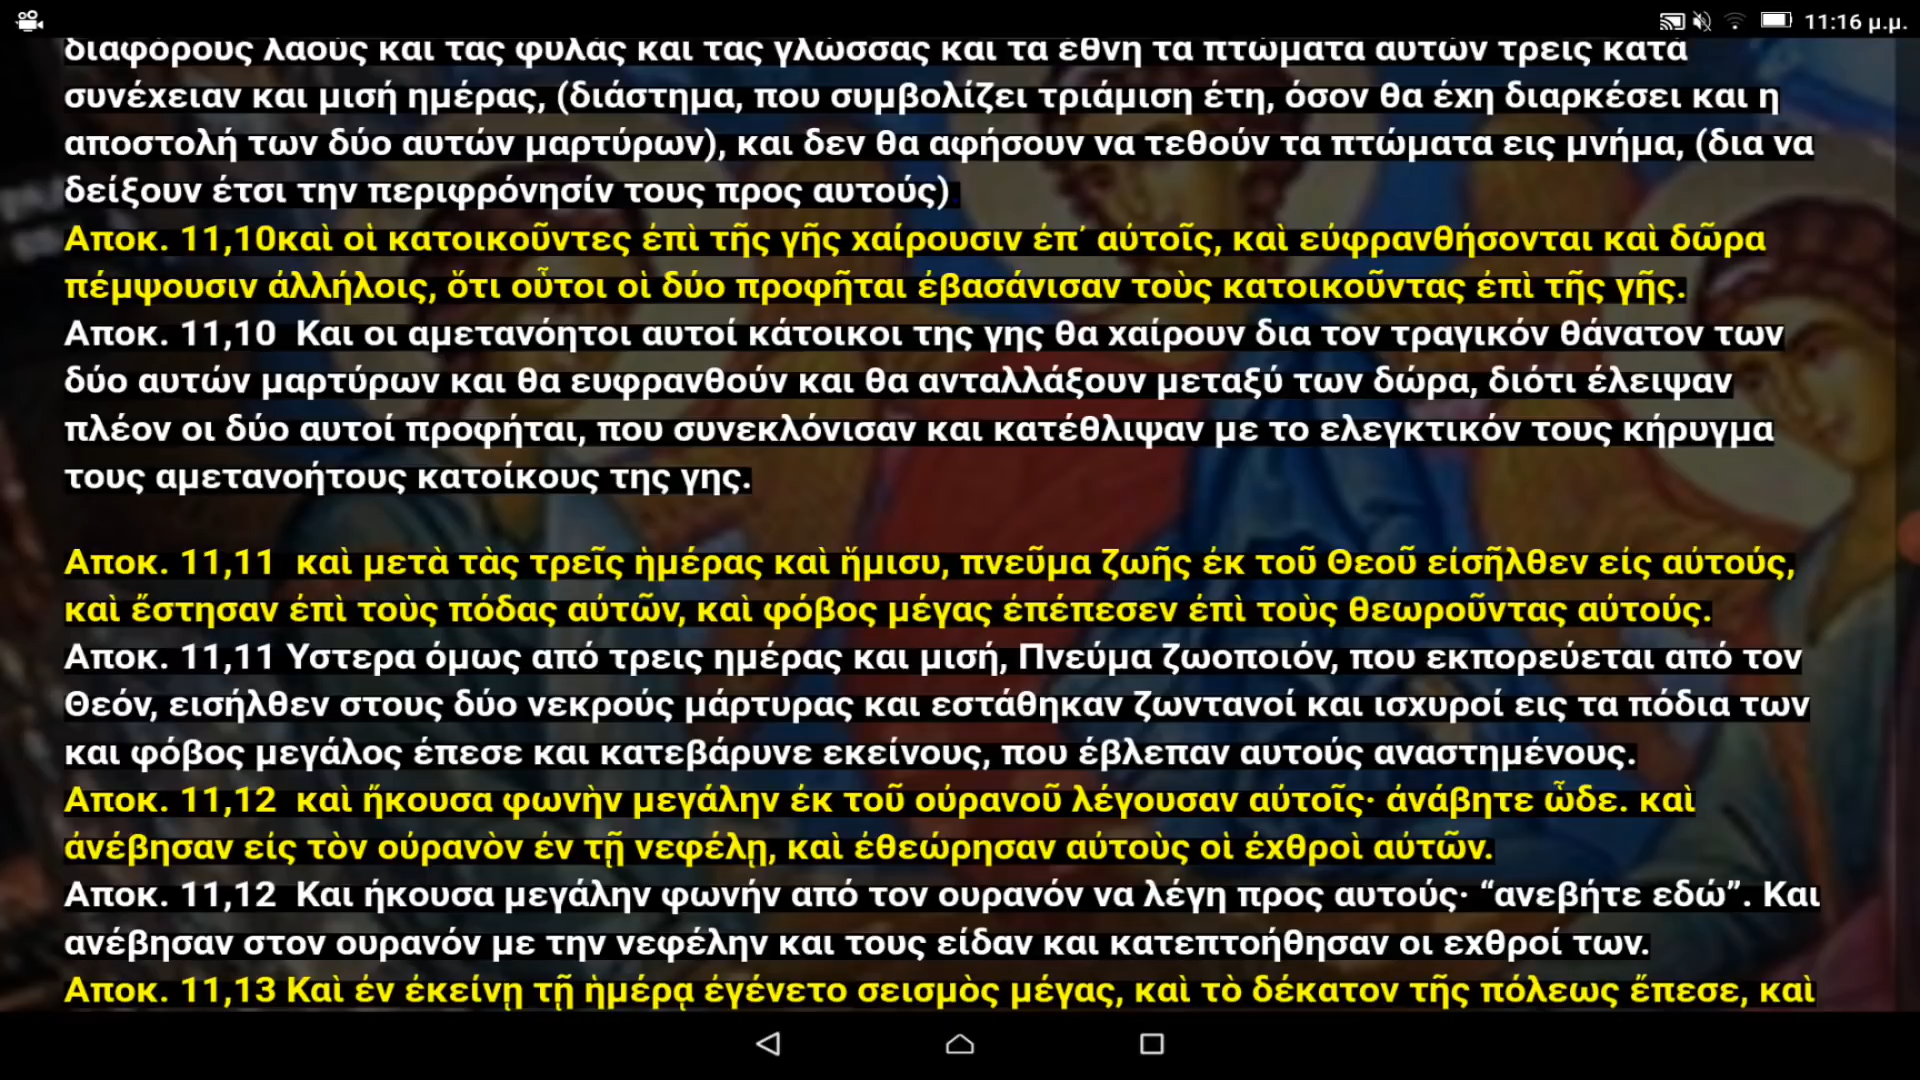 11:16 μ.μ.
διαφόρους λαούς και τας φυλάς και τας γλώσσας και τα έθνη τα πτώματα αυτών τρεις κατά
συνέχειαν και μισή ημέρας, (διάστημα, που συμβολίζει τριάμιση έτη, όσον θα έχη διαρκέσει και η
αποστολή των δύο αυτών μαρτύρων), και δεν θα αφήσουν να τεθούν τα πτώματα εις μνήμα, (δια να
δείξουν έτσι την περιφρόνησίν τους προς αυτούς)
Αποκ. 11,10καὶ οἱ κατοικοῦντες ἐπὶ τῆς γῆς χαίρουσιν ἐπ᾿ αὐτοῖς, καὶ εὐφρανθήσονται καὶ δῶρα
πέμψουσιν ἀλλήλοις, ὅτι οὗτοι οἱ δύο προφῆται ἐβασάνισαν τοὺς κατοικοῦντας ἐπὶ τῆς γῆς.
Αποκ. 11,10  Και οι αμετανόητοι αυτοί κάτοικοι της γης θα χαίρουν δια τον τραγικόν θάνατον των
δύο αυτών μαρτύρων και θα ευφρανθούν και θα ανταλλάξουν μεταξύ των δώρα, διότι έλειψαν
πλέον οι δύο αυτοί προφήται, που συνεκλόνισαν και κατέθλιψαν με το ελεγκτικόν τους κήρυγμα
τους αμετανοήτους κατοίκους της γης.
Αποκ. 11,11  καὶ μετὰ τὰς τρεῖς ἡμέρας καὶ ἥμισυ, πνεῦμα ζωῆς ἐκ τοῦ Θεοῦ εἰσῆλθεν εἰς αὐτούς,
καὶ ἔστησαν ἐπὶ τοὺς πόδας αὐτῶν, καὶ φόβος μέγας ἐπέπεσεν ἐπὶ τοὺς θεωροῦντας αὐτούς.
Αποκ. 11,11 Υστερα όμως από τρεις ημέρας και μισή, Πνεύμα ζωοποιόν, που εκπορεύεται από τον
Θεόν, εισήλθεν στους δύο νεκρούς μάρτυρας και εστάθηκαν ζωντανοί και ισχυροί εις τα πόδια των
και φόβος μεγάλος έπεσε και κατεβάρυνε εκείνους, που έβλεπαν αυτούς αναστημένους.
Αποκ. 11,12  καὶ ἤκουσα φωνὴν μεγάλην ἐκ τοῦ οὐρανοῦ λέγουσαν αὐτοῖς· ἀνάβητε ὧδε. καὶ
ἀνέβησαν εἰς τὸν οὐρανὸν ἐν τῇ νεφέλῃ, καὶ ἐθεώρησαν αὐτοὺς οἱ ἐχθροὶ αὐτῶν.
Αποκ. 11,12  Και ήκουσα μεγάλην φωνήν από τον ουρανόν να λέγη προς αυτούς· “ανεβήτε εδώ”. Και
ανέβησαν στον ουρανόν με την νεφέλην και τους είδαν και κατεπτοήθησαν οι εχθροί των.
Αποκ. 11,13 Καὶ ἐν ἐκείνῃ τῇ ἡμέρᾳ ἐγένετο σεισμὸς μέγας, καὶ τὸ δέκατον τῆς πόλεως ἔπεσε, καὶ